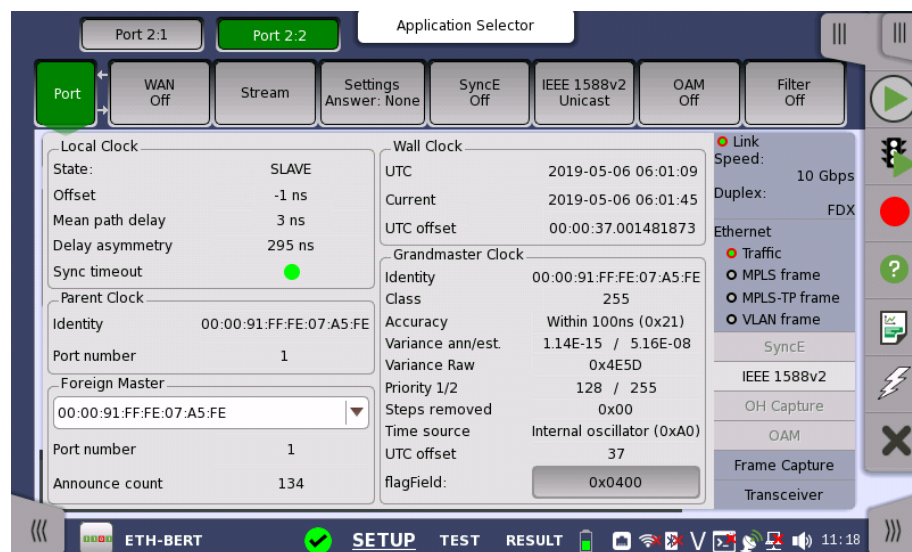 Application Selector
Port 2:1
Port 2:2
Port
WAN
Off
Stream
Settings
Answer: None
SyncE
Off
IEEE 1588v2
Unicast
OAM
Off
Filter
Off
Local Clock
State: SLAVE
Offset -1 ns
Mean path delay 3 ns
Delay asymmetry 295 ns
Sync timeout
Parent Clock
Identity 00:00:91:FF:FE:07:A5:FE
Port number 1
Foreign Master
00:00:91:FF:FE:07:A5:FE
Port number 1
Announce count 134
Wall Clock
UTC 2019-05-06 06:01:09
Current 2019-05-06 06:01:45
UTC offset 00:00:37.001481873
Grandmaster Clock
Identity 00:00:91:FF:FE:07:A5:FE
Class 255
Accuracy Within 100ns (0x21)
Variance ann/est. 1.14E-15 / 5.16E-08
Variance Raw 0x4E5D
Priority 1/2 128 / 255
Steps removed 0x00
Time source Internal oscillator (0xA0)
UTC offset 37
flagField: 0x0400
Link
Speed:
10 Gbps
Duplex:
FDX
Ethernet
Traffic
MPLS frame
MPLS-TP frame
VLAN frame
SyncE
IEEE 1588v2
OH Capture
OAM
Frame Capture
Transceiver
ETH-BERT SETUP TEST RESULT V 11:18